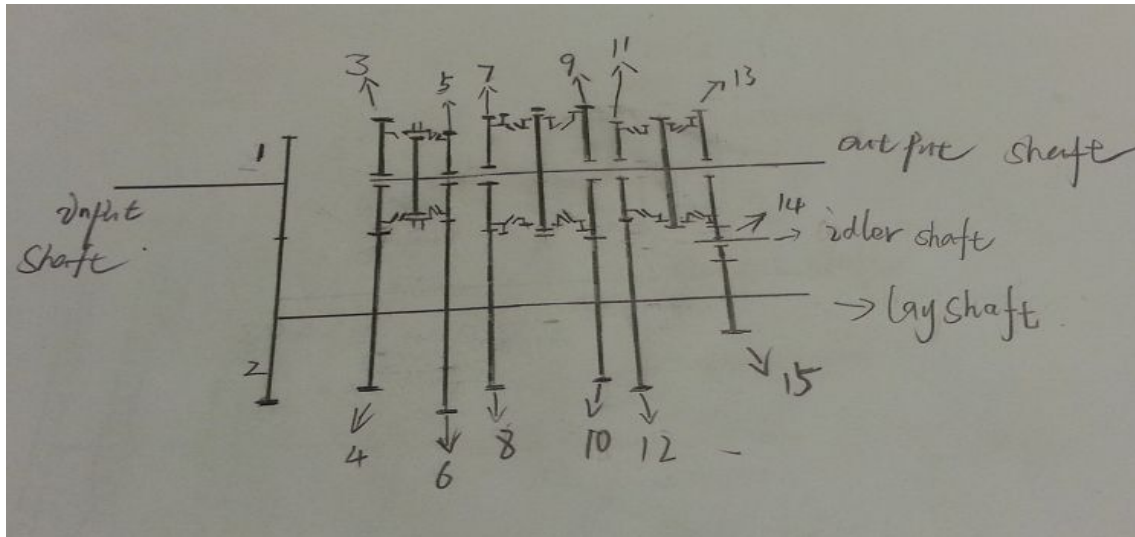 3 5 7 9 11 13
1
output shaft
input
shaft
14
idler shaft
lay shaft
2
15
4 6 8 10 12